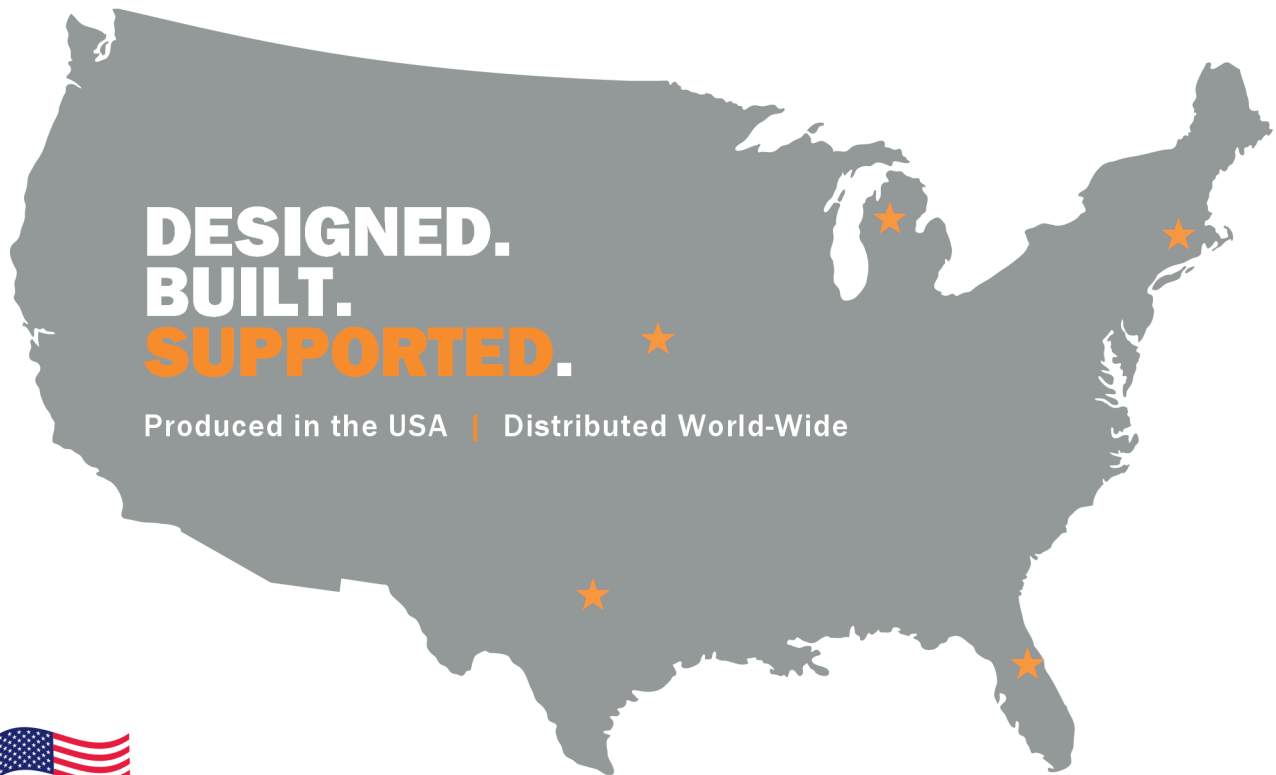 DESIGNED.
BUILT.
SUPPORTED.
Produced in the USA | Distributed World-Wide